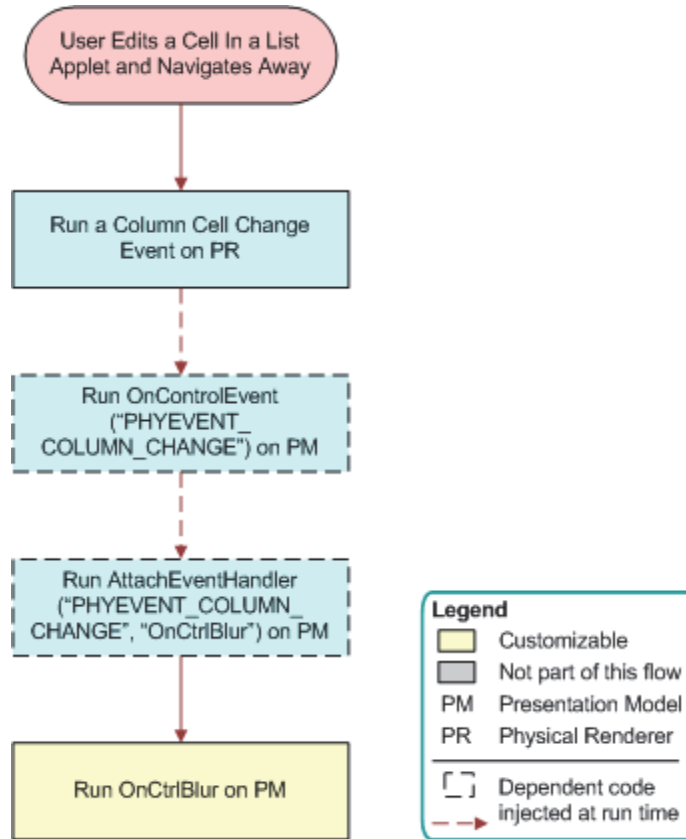 User Edits a Cell In a List
Applet and Navigates Away
Run a Column Cell Change
Event on PR
Run OnControlEvent
(“PHYEVENT_
COLUMN_CHANGE”) on PM
Run AttachEventHandler
(“PHYEVENT_COLUMN_
CHANGE”, “OnCtrlBlur”) on PM
Run OnCtrlBlur on PM
Legend
Customizable
Not part of this flow
PM Presentation Model
PR Physical Renderer
Dependent code
injected at run time